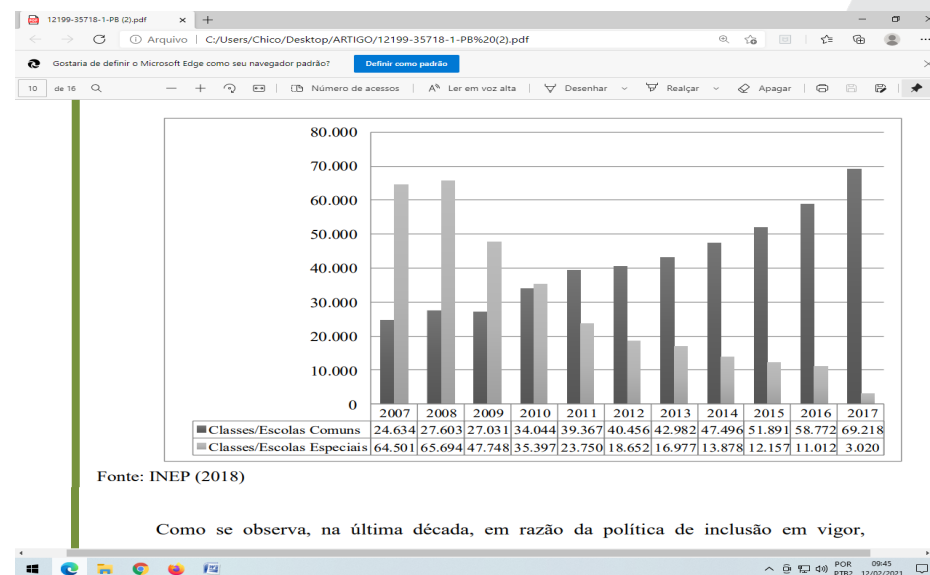 12199-35718-1-PB (2).pdf
Arquivo | C:/Users/Chico/Desktop/ARTIGO/12199-35718-1-PB%20(2).pdf
Gostaria de definir o Microsoft Edge como seu navegador padrão? Definir como padrão
10 de 16 Número de acessos Ler em voz alta Desenhar Realçar Apagar
80.000
70.000
60.000
50.000
40.000
30.000
20.000
10.000
0
2007 2008 2009 2010 2011 2012 2013 2014 2015 2016 2017
Classes/Escolas Comuns 24.634 27.603 27.031 34.044 39.367 40.456 42.982 47.496 51.891 58.772 69.218
Classes/Escolas Especiais 64.501 65.694 47.748 35.397 23.750 18.652 16.977 13.878 12.157 11.012 3.020
Fonte: INEP (2018)
Como se observa, na última década, em razão da política de inclusão em vigor,
POR 09:45
PTB2 12/02/2021